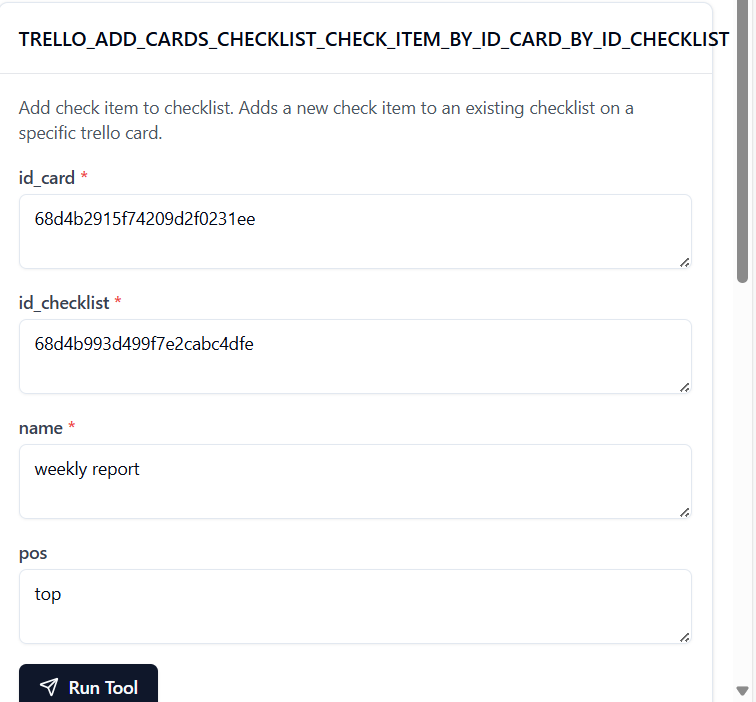 TRELLO_ADD_CARDS_CHECKLIST_CHECK_ITEM_BY_ID_CARD_BY_ID_CHECKLIST
Add check item to checklist. Adds a new check item to an existing checklist on a
specific trello card.
id_card *
68d4b2915f74209d2f0231ee
id_checklist *
68d4b993d499f7e2cabc4dfe
name *
weekly report
pos
top
Run Tool